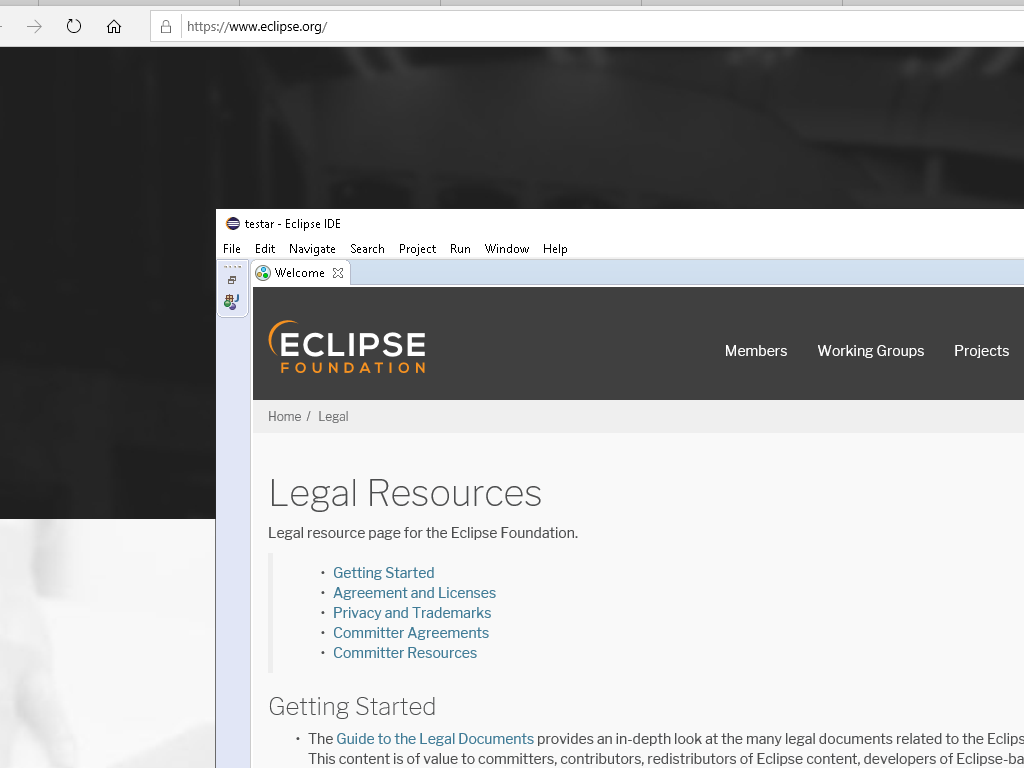 https://www.eclipse.org/
testar - Eclipse IDE
File Edit Navigate Search Project Run Window Help
Welcome
ECLIPSE
FOUNDATION
Members Working Groups Projects
Home / Legal
Legal Resources
Legal resource page for the Eclipse Foundation.
• Getting Started
• Agreement and Licenses
• Privacy and Trademarks
• Committer Agreements
• Committer Resources
Getting Started
• The Guide to the Legal Documents provides an in-depth look at the many legal documents related to the Eclips
This content is of value to committers, contributors, redistributors of Eclipse content, developers of Eclipse-ba